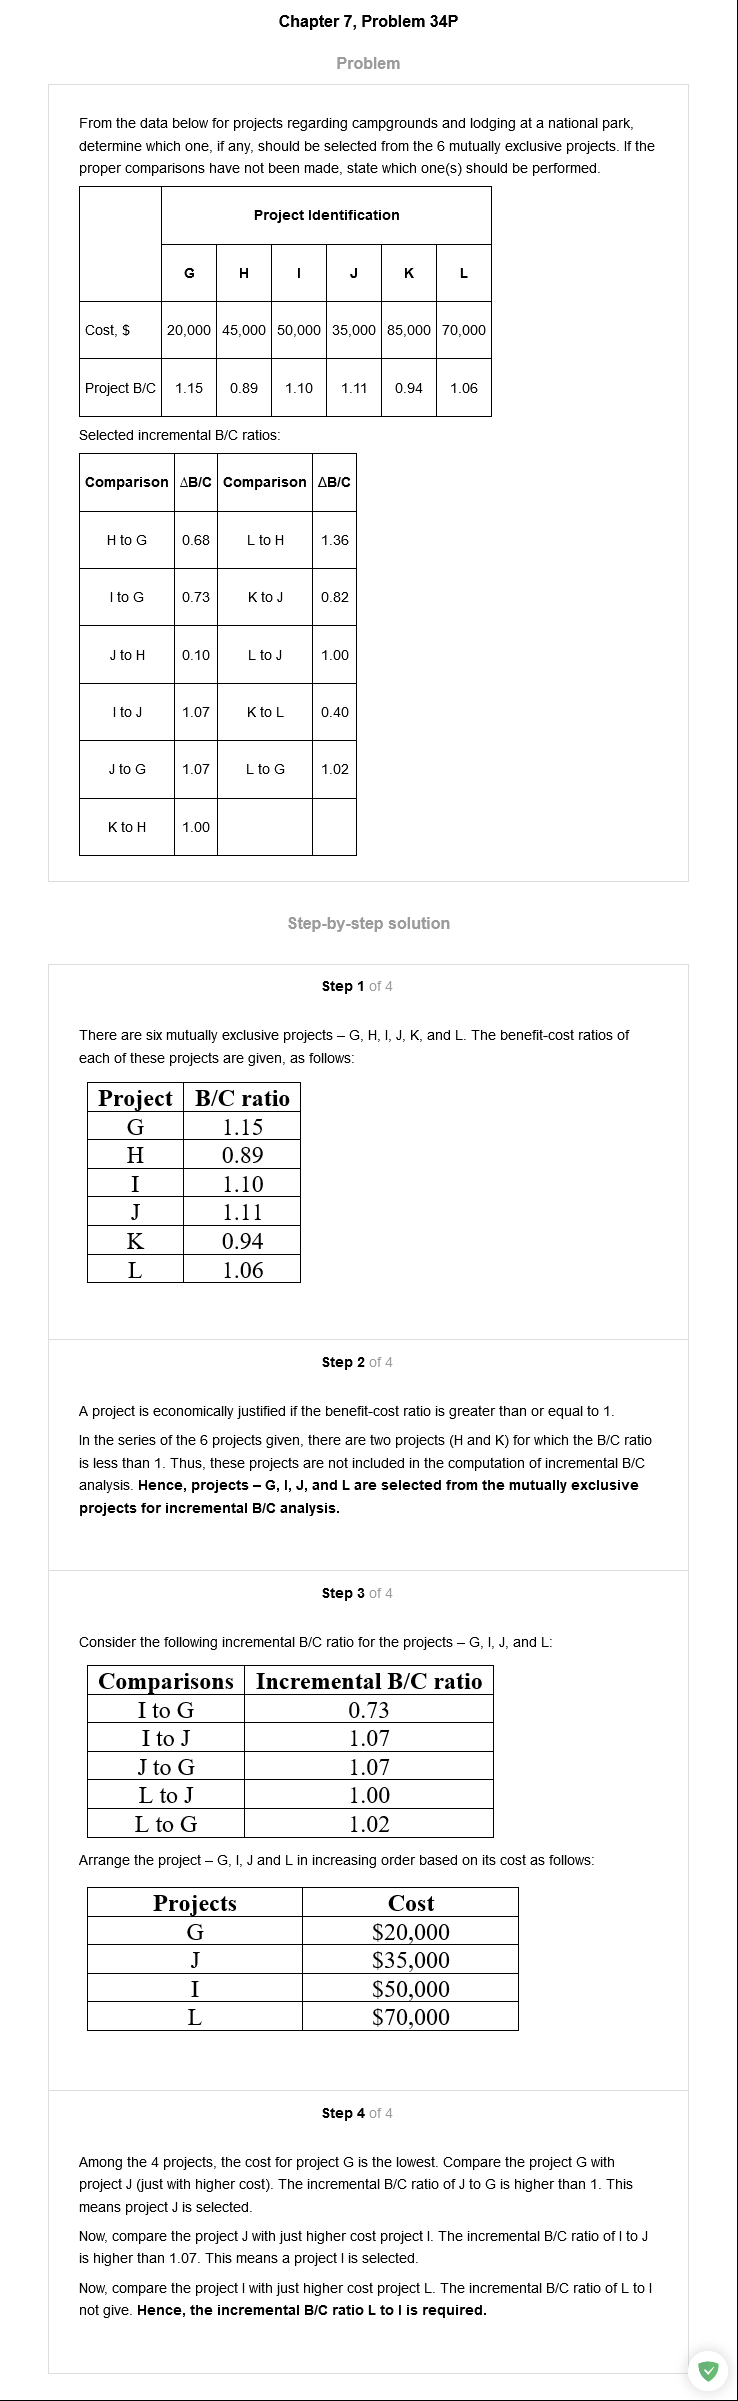 Chapter 7, Problem 34P
Problem
From the data below for projects regarding campgrounds and lodging at a national park,
determine which one, if any, should be selected from the 6 mutually exclusive projects. If the
proper comparisons have not been made, state which one(s) should be performed.
Project Identification
G H I J K L
Cost, $ 20,000 45,000 50,000 35,000 85,000 70,000
Project B/C 1.15 0.89 1.10 1.11 0.94 1.06
Selected incremental B/C ratios:
Comparison ΔB/C Comparison ΔB/C
H to G 0.68 L to H 1.36
I to G 0.73 K to J 0.82
J to H 0.10 L to J 1.00
I to J 1.07 K to L 0.40
J to G 1.07 L to G 1.02
K to H 1.00
Step-by-step solution
Step 1 of 4
There are six mutually exclusive projects – G, H, I, J, K, and L. The benefit-cost ratios of
each of these projects are given, as follows:
Project B/C ratio
G 1.15
H 0.89
I 1.10
J 1.11
K 0.94
L 1.06
Step 2 of 4
A project is economically justified if the benefit-cost ratio is greater than or equal to 1.
In the series of the 6 projects given, there are two projects (H and K) for which the B/C ratio
is less than 1. Thus, these projects are not included in the computation of incremental B/C
analysis. Hence, projects – G, I, J, and L are selected from the mutually exclusive
projects for incremental B/C analysis.
Step 3 of 4
Consider the following incremental B/C ratio for the projects – G, I, J, and L:
Comparisons Incremental B/C ratio
I to G 0.73
I to J 1.07
J to G 1.07
L to J 1.00
L to G 1.02
Arrange the project – G, I, J and L in increasing order based on its cost as follows:
Projects Cost
G $20,000
J $35,000
I $50,000
L $70,000
Step 4 of 4
Among the 4 projects, the cost for project G is the lowest. Compare the project G with
project J (just with higher cost). The incremental B/C ratio of J to G is higher than 1. This
means project J is selected.
Now, compare the project J with just higher cost project I. The incremental B/C ratio of I to J
is higher than 1.07. This means a project I is selected.
Now, compare the project I with just higher cost project L. The incremental B/C ratio of L to I
not give. Hence, the incremental B/C ratio L to I is required.